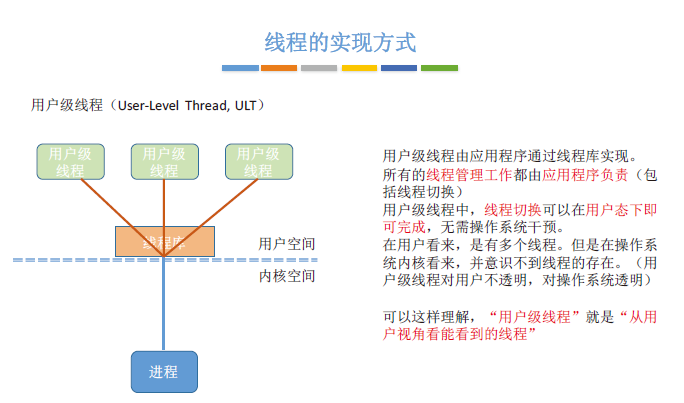 线程的实现方式
用户级线程（User-Level Thread, ULT）
用户级
线程
用户级
线程
用户级
线程
线程库
用户空间
内核空间
进程
用户级线程由应用程序通过线程库实现。
所有的线程管理工作都由应用程序负责（包
括线程切换）
用户级线程中，线程切换可以在用户态下即
可完成，无需操作系统干预。
在用户看来，是有多个线程。但是在操作系
统内核看来，并意识不到线程的存在。（用
户级线程对用户不透明，对操作系统透明）
可以这样理解，“用户级线程”就是“从用
户视角看能看到的线程”